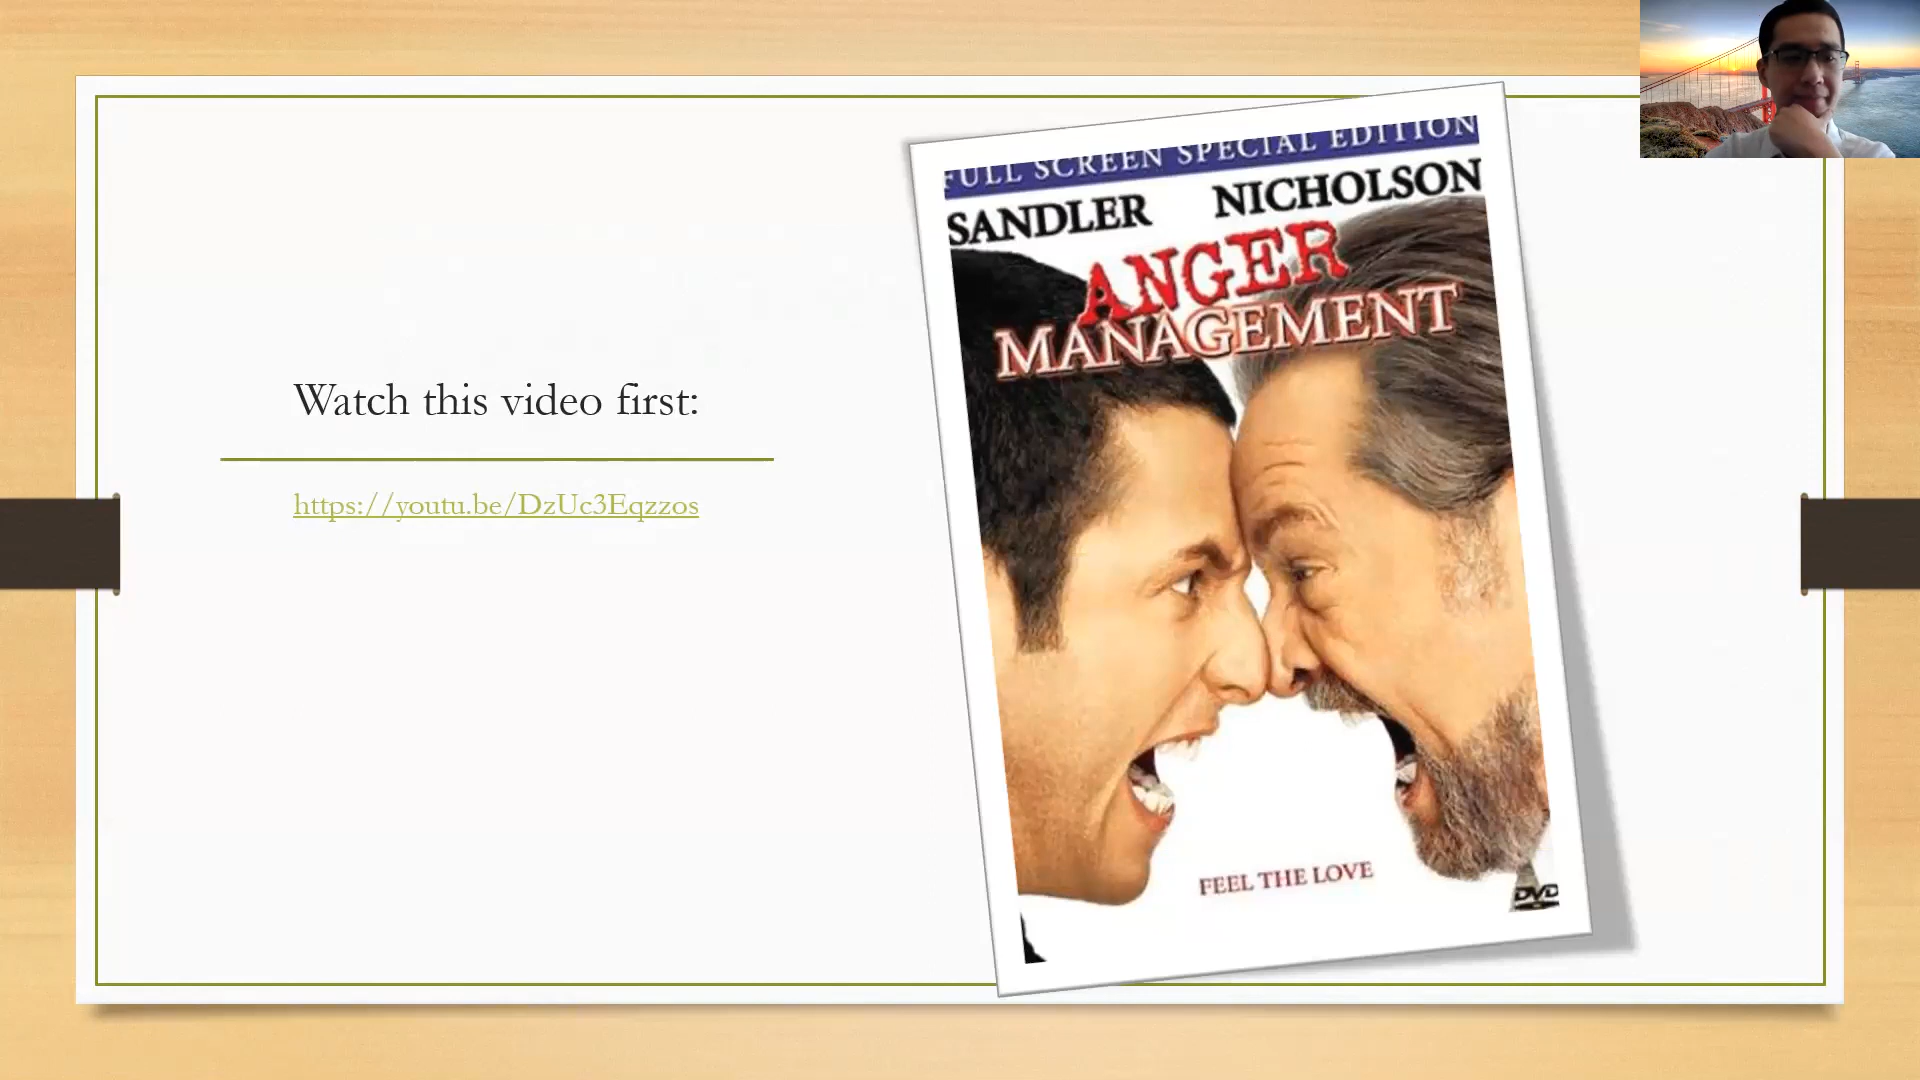 Watch this video first:
https://youtu.be/DzUc3Eqzzos
FULL SCREEN SPECIAL EDITION
SANDLER NICHOLSON
ANGER
MANAGEMENT
FEEL THE LOVE
DVD